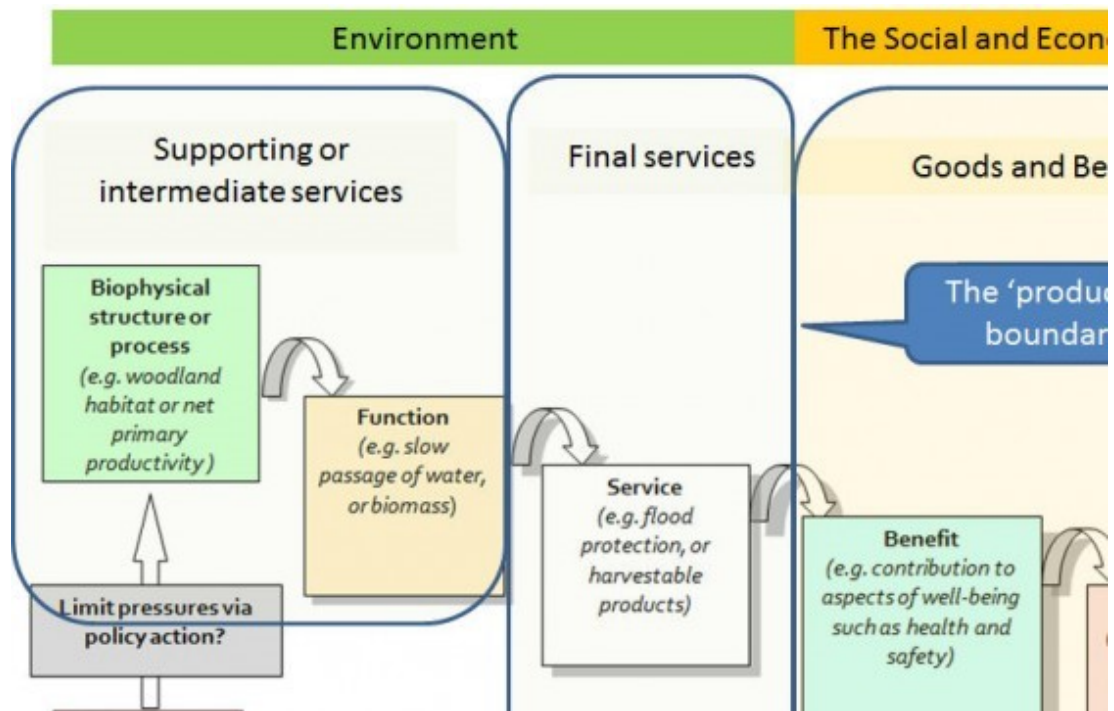 Environment
The Social and Econ
Supporting or
intermediate services
Final services
Goods and Be
Biophysical
structure or
process
(e.g. woodland
habitat or net
primary
productivity)
The ‘produc
boundar
Function
(e.g. slow
passage of water,
or biomass)
Service
(e.g. flood
protection, or
harvestable
products)
Benefit
(e.g. contribution to
aspects of well-being
such as health and
safety)
Limit pressures via
policy action?